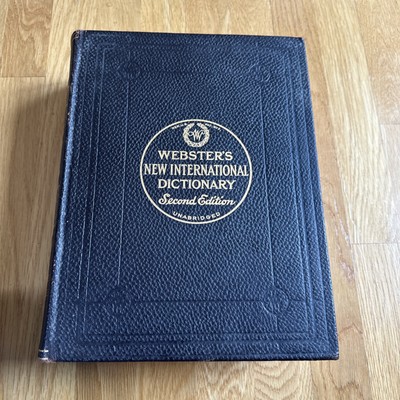 WEBSTER'S
NEW INTERNATIONAL
DICTIONARY
Second Edition
UNABRIDGED